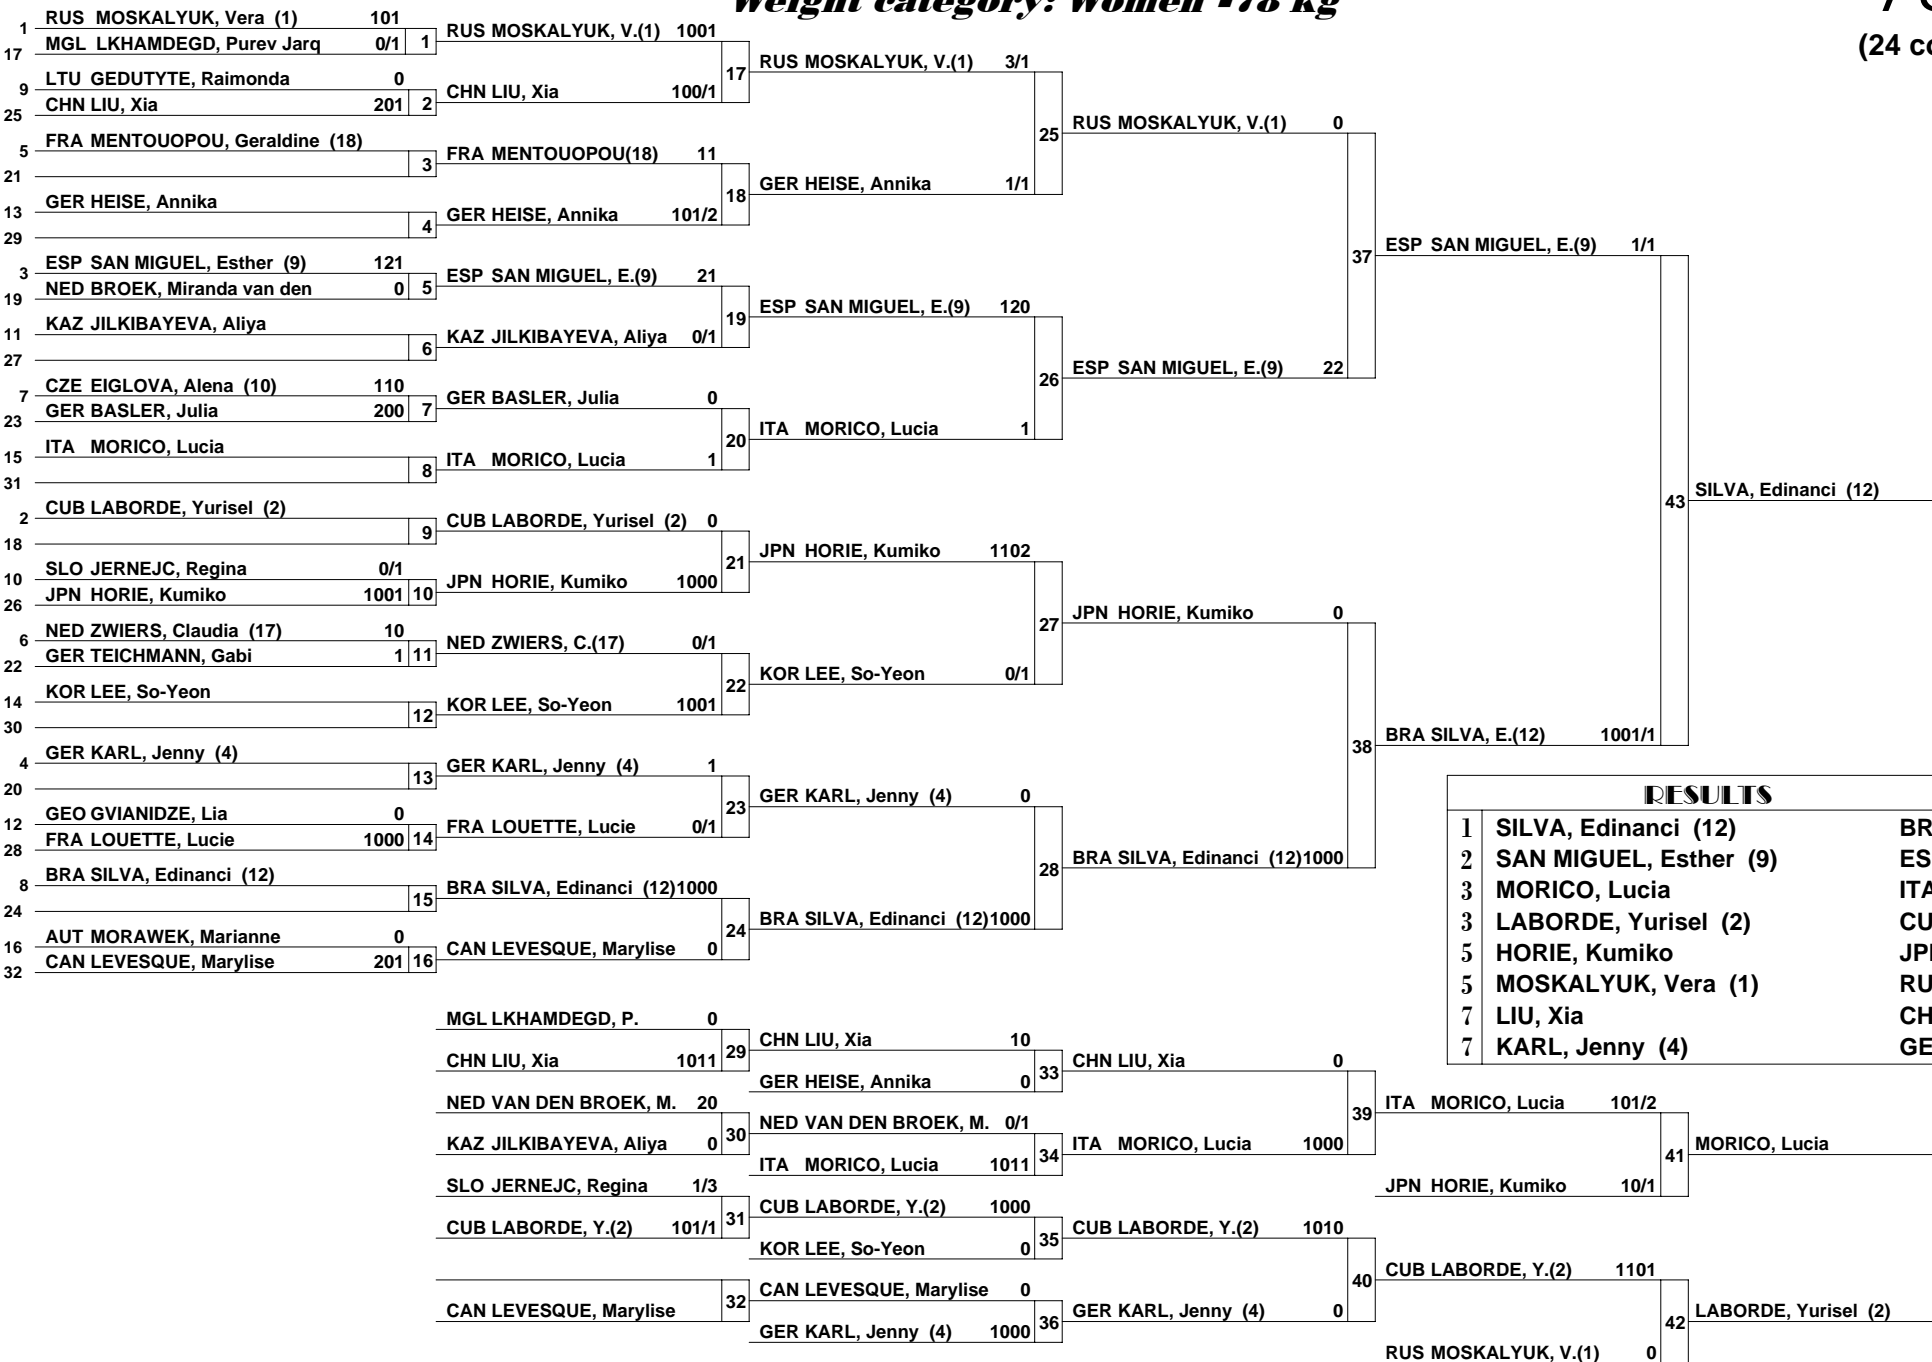 Weight category: Women -78 kg
(24 co
1 RUS MOSKALYUK, Vera (1) 101
17 MGL LKHAMDEGD, Purev Jarq 0/1 1
9 LTU GEDUTYTE, Raimonda 0
25 CHN LIU, Xia 201 2
5 FRA MENTOUOPOU, Geraldine (18)
21 3
13 GER HEISE, Annika
29 4
3 ESP SAN MIGUEL, Esther (9) 121
19 NED BROEK, Miranda van den 0 5
11 KAZ JILKIBAYEVA, Aliya
27 6
7 CZE EIGLOVA, Alena (10) 110
23 GER BASLER, Julia 200 7
15 ITA MORICO, Lucia
31 8
2 CUB LABORDE, Yurisel (2)
18 9
10 SLO JERNEJC, Regina 0/1
26 JPN HORIE, Kumiko 1001 10
6 NED ZWIERS, Claudia (17) 10
22 GER TEICHMANN, Gabi 1 11
14 KOR LEE, So-Yeon
30 12
4 GER KARL, Jenny (4)
20 13
12 GEO GVIANIDZE, Lia 0
28 FRA LOUETTE, Lucie 1000 14
8 BRA SILVA, Edinanci (12)
24 15
16 AUT MORAWEK, Marianne 0
32 CAN LEVESQUE, Marylise 201 16
RUS MOSKALYUK, V.(1) 1001
17
CHN LIU, Xia 100/1
FRA MENTOUOPOU(18) 11
18
GER HEISE, Annika 101/2
ESP SAN MIGUEL, E.(9) 21
19
KAZ JILKIBAYEVA, Aliya 0/1
GER BASLER, Julia 0
20
ITA MORICO, Lucia 1
CUB LABORDE, Yurisel (2) 0
21
JPN HORIE, Kumiko 1000
NED ZWIERS, C.(17) 0/1
22
KOR LEE, So-Yeon 1001
GER KARL, Jenny (4) 1
23
FRA LOUETTE, Lucie 0/1
BRA SILVA, Edinanci (12)1000
24
CAN LEVESQUE, Marylise 0
RUS MOSKALYUK, V.(1) 3/1
25
GER HEISE, Annika 1/1
ESP SAN MIGUEL, E.(9) 120
26
ITA MORICO, Lucia 1
JPN HORIE, Kumiko 1102
27
KOR LEE, So-Yeon 0/1
GER KARL, Jenny (4) 0
28
BRA SILVA, Edinanci (12)1000
RUS MOSKALYUK, V.(1) 0
37
ESP SAN MIGUEL, E.(9) 22
JPN HORIE, Kumiko 0
38
BRA SILVA, Edinanci (12)1000
ESP SAN MIGUEL, E.(9) 1/1
43
BRA SILVA, E.(12) 1001/1
SILVA, Edinanci (12)
RESULTS
1 SILVA, Edinanci (12) BR
2 SAN MIGUEL, Esther (9) ES
3 MORICO, Lucia ITA
3 LABORDE, Yurisel (2) CU
5 HORIE, Kumiko JP
5 MOSKALYUK, Vera (1) RU
7 LIU, Xia CH
7 KARL, Jenny (4) GE
MGL LKHAMDEGD, P. 0
29
CHN LIU, Xia 1011
NED VAN DEN BROEK, M. 20
30
KAZ JILKIBAYEVA, Aliya 0
SLO JERNEJC, Regina 1/3
31
CUB LABORDE, Y.(2) 101/1
32
CAN LEVESQUE, Marylise
CHN LIU, Xia 10
33
GER HEISE, Annika 0
NED VAN DEN BROEK, M. 0/1
34
ITA MORICO, Lucia 1011
CUB LABORDE, Y.(2) 1000
35
KOR LEE, So-Yeon 0
CAN LEVESQUE, Marylise 0
36
GER KARL, Jenny (4) 1000
CHN LIU, Xia 0
39
ITA MORICO, Lucia 1000
CUB LABORDE, Y.(2) 1010
40
GER KARL, Jenny (4) 0
ITA MORICO, Lucia 101/2
41
JPN HORIE, Kumiko 10/1
CUB LABORDE, Y.(2) 1101
42
RUS MOSKALYUK, V.(1) 0
MORICO, Lucia
LABORDE, Yurisel (2)